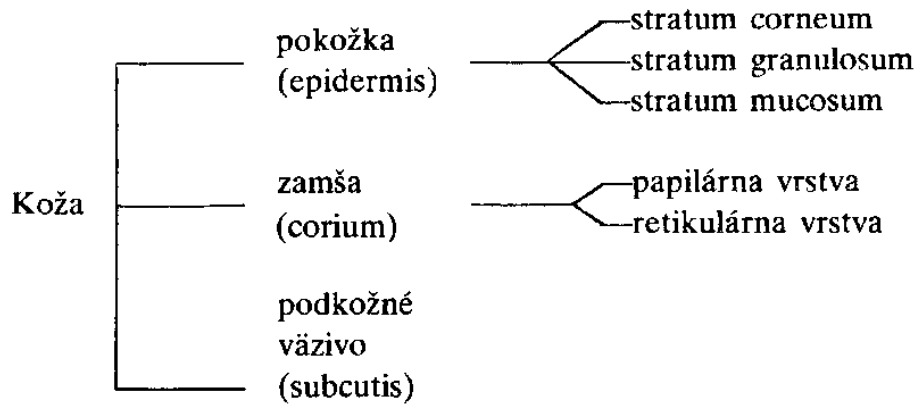 Koža
pokožka
(epidermis)
stratum corneum
stratum granulosum
stratum mucosum
zamša
(corium)
papilárna vrstva
retikulárna vrstva
podkožné
väzivo
(subcutis)